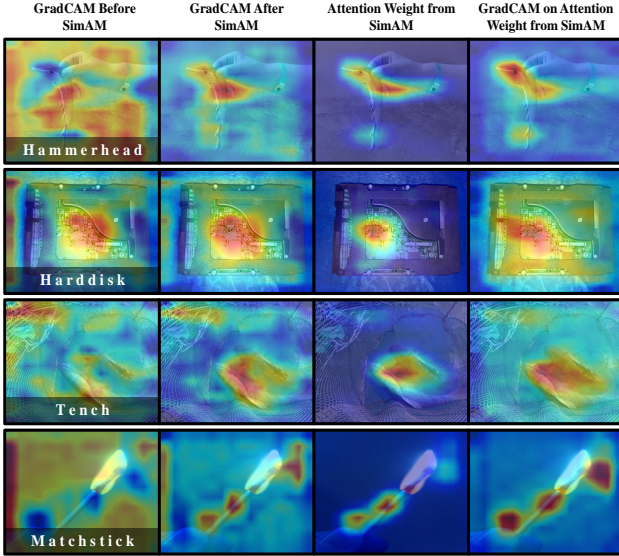 GradCAM Before GradCAM After Attention Weight from GradCAM on Attention
SimAM SimAM SimAM Weight from SimAM
Hammerhead
Harddisk
Tench
Matchstick